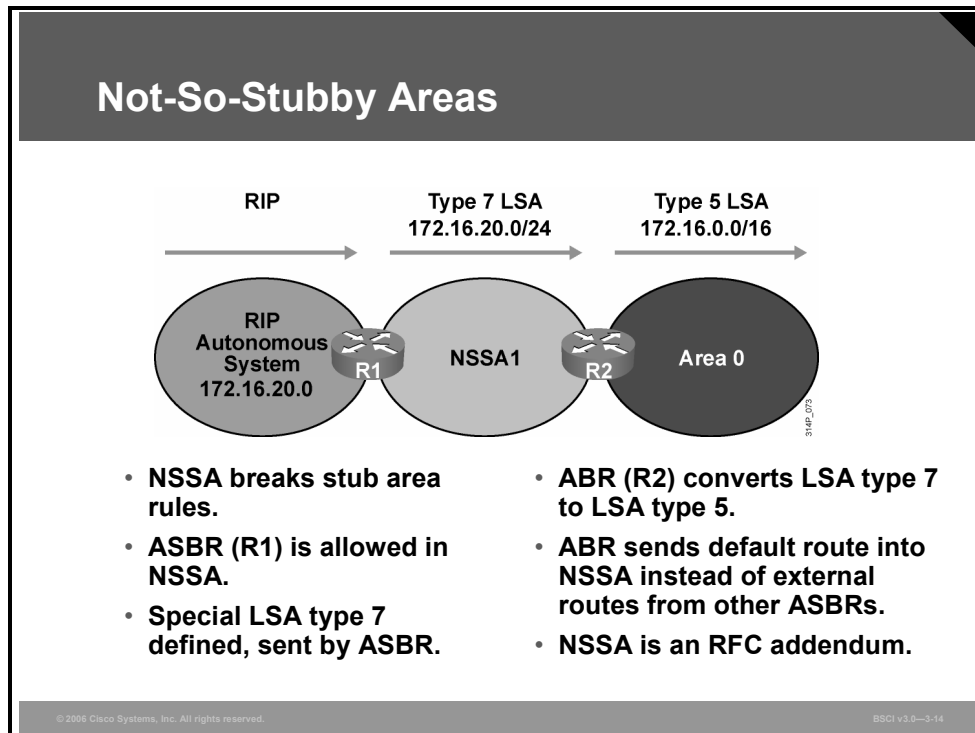 Not-So-Stubby Areas
RIP
Type 7 LSA
172.16.20.0/24
Type 5 LSA
172.16.0.0/16
RIP
Autonomous
System
172.16.20.0
R1
NSSA1
R2
Area 0
314P_073
• NSSA breaks stub area
rules.
• ASBR (R1) is allowed in
NSSA.
• Special LSA type 7
defined, sent by ASBR.
• ABR (R2) converts LSA type 7
to LSA type 5.
• ABR sends default route into
NSSA instead of external
routes from other ASBRs.
• NSSA is an RFC addendum.
© 2006 Cisco Systems, Inc. All rights reserved.
BSCI v3.0—3-14